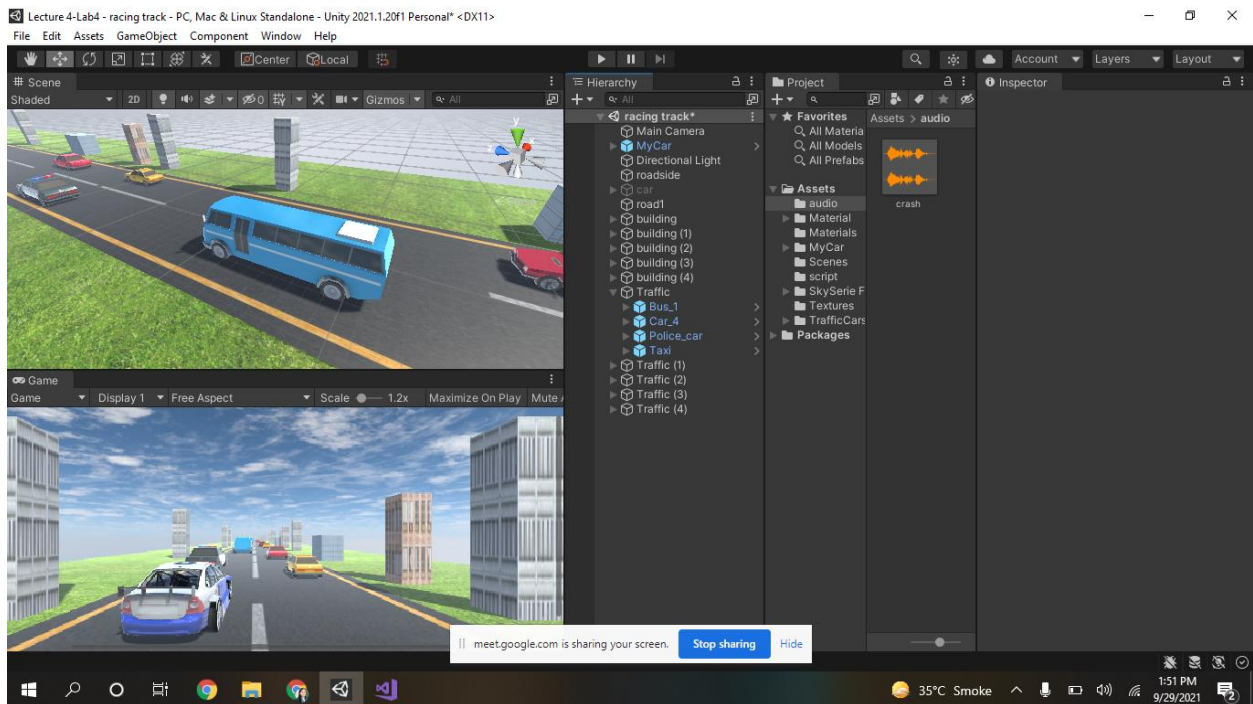 Lecture 4-Lab4 - racing track - PC, Mac & Linux Standalone - Unity 2021.1.20f1 Personal* <DX11>
File Edit Assets GameObject Component Window Help
Center Local Account Layers Layout
Scene
Shaded 2D 0 Gizmos All
y
Game
Game Display 1 Free Aspect Scale 1.2x Maximize On Play Mute
Hierarchy
All
racing track*
Main Camera
MyCar
Directional Light
roadside
car
road1
building
building (1)
building (2)
building (3)
building (4)
Traffic
Bus_1
Car_4
Police_car
Taxi
Traffic (1)
Traffic (2)
Traffic (3)
Traffic (4)
Project
Favorites
All Materia
All Models
All Prefabs
Assets
audio
Material
Materials
MyCar
Scenes
script
SkySerie F
Textures
TrafficCars
Packages
Assets > audio
crash
Inspector
meet.google.com is sharing your screen. Stop sharing Hide
35°C Smoke
1:51 PM
9/29/2021
2